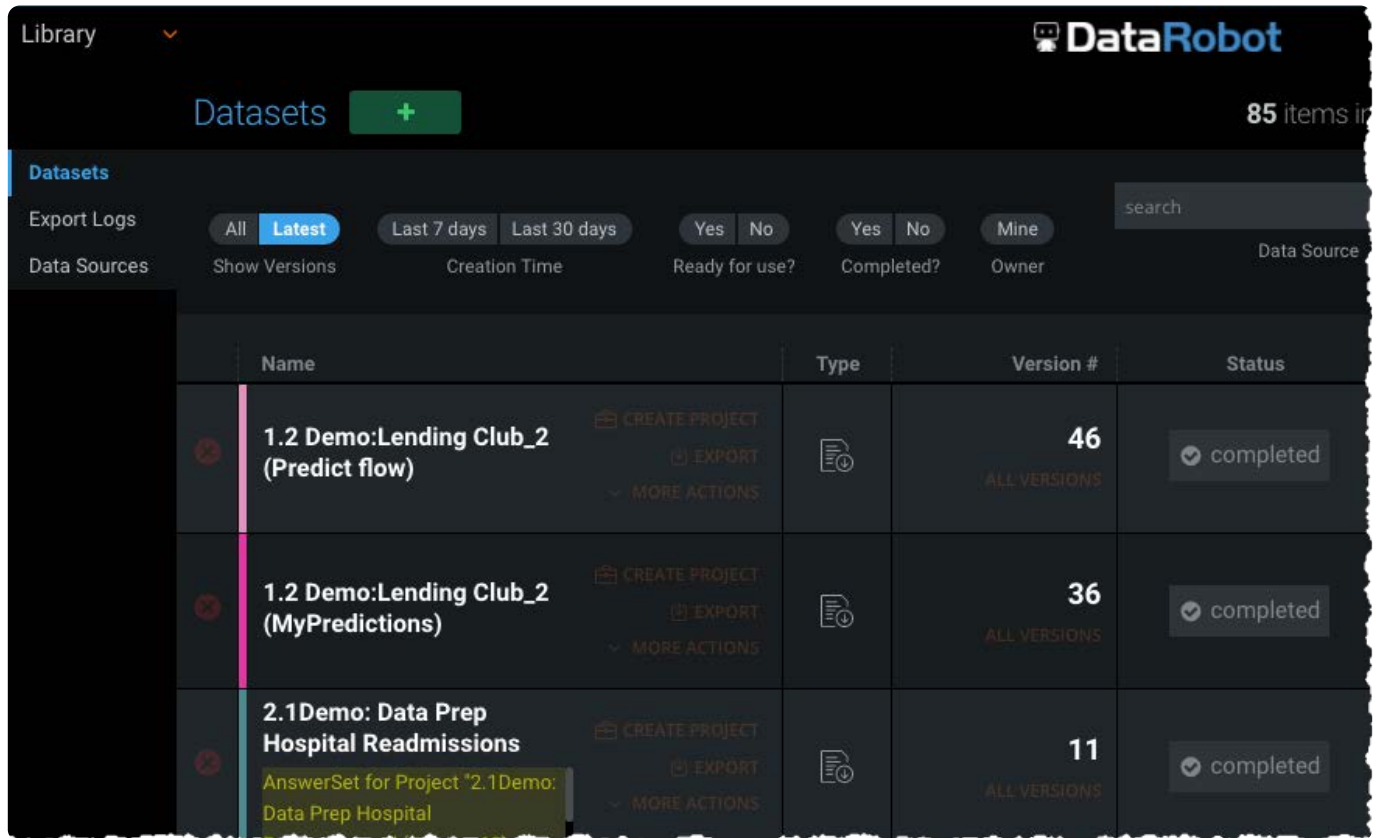 Library
DataRobot
Datasets +
85 items in
Datasets
Export Logs
Data Sources
All Latest
Show Versions
Last 7 days Last 30 days
Creation Time
Yes No
Ready for use?
Yes No
Completed?
Mine
Owner
search
Data Source
Name Type Version # Status
1.2 Demo:Lending Club_2
(Predict flow)
CREATE PROJECT
EXPORT
MORE ACTIONS
46
ALL VERSIONS
completed
1.2 Demo:Lending Club_2
(MyPredictions)
CREATE PROJECT
EXPORT
MORE ACTIONS
36
ALL VERSIONS
completed
2.1Demo: Data Prep
Hospital Readmissions
AnswerSet for Project "2.1Demo:
Data Prep Hospital
CREATE PROJECT
EXPORT
MORE ACTIONS
11
ALL VERSIONS
completed